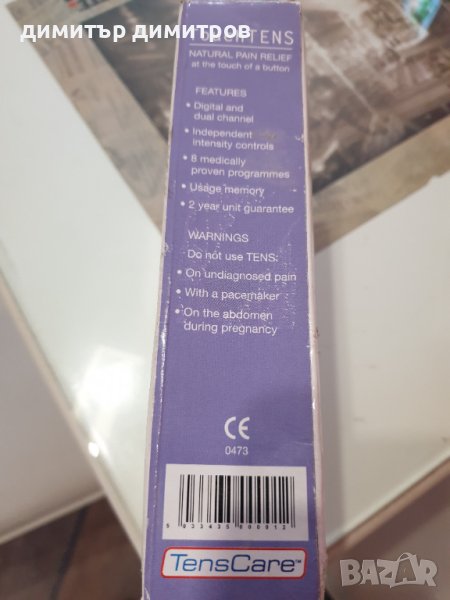 димитър димитров
TENS
NATURAL PAIN RELIEF
at the touch of a button
FEATURES
• Digital and
dual channel
• Independent
intensity controls
• 8 medically
proven programmes
• Usage memory
• 2 year unit guarantee
WARNINGS
Do not use TENS:
• On undiagnosed pain
• With a pacemaker
• On the abdomen
during pregnancy
CE
0473
TensCare™
BAZAR